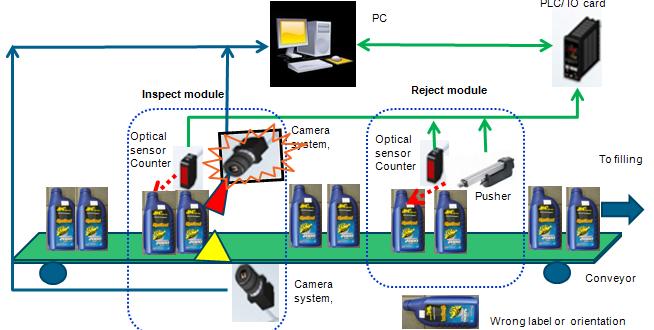 PLC/IO card
PC
Inspect module
Reject module
Optical
sensor
Counter
Camera
system,
Optical
sensor
Counter
Pusher
To filling
Camera
system,
Conveyor
Wrong label or orientation